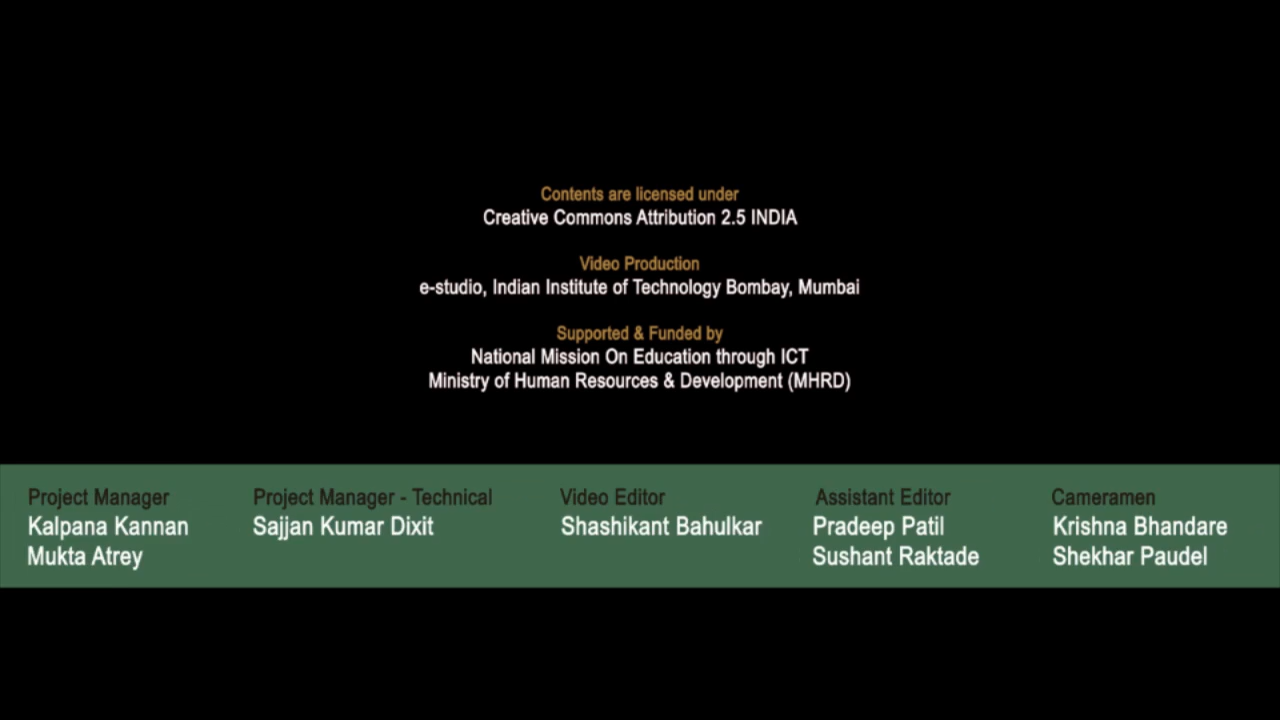 Contents are licensed under
Creative Commons Attribution 2.5 INDIA
Video Production
e-studio, Indian Institute of Technology Bombay, Mumbai
Supported & Funded by
National Mission On Education through ICT
Ministry of Human Resources & Development (MHRD)
Project Manager
Kalpana Kannan
Mukta Atrey
Project Manager - Technical
Sajjan Kumar Dixit
Video Editor
Shashikant Bahulkar
Assistant Editor
Pradeep Patil
Sushant Raktade
Cameramen
Krishna Bhandare
Shekhar Paudel